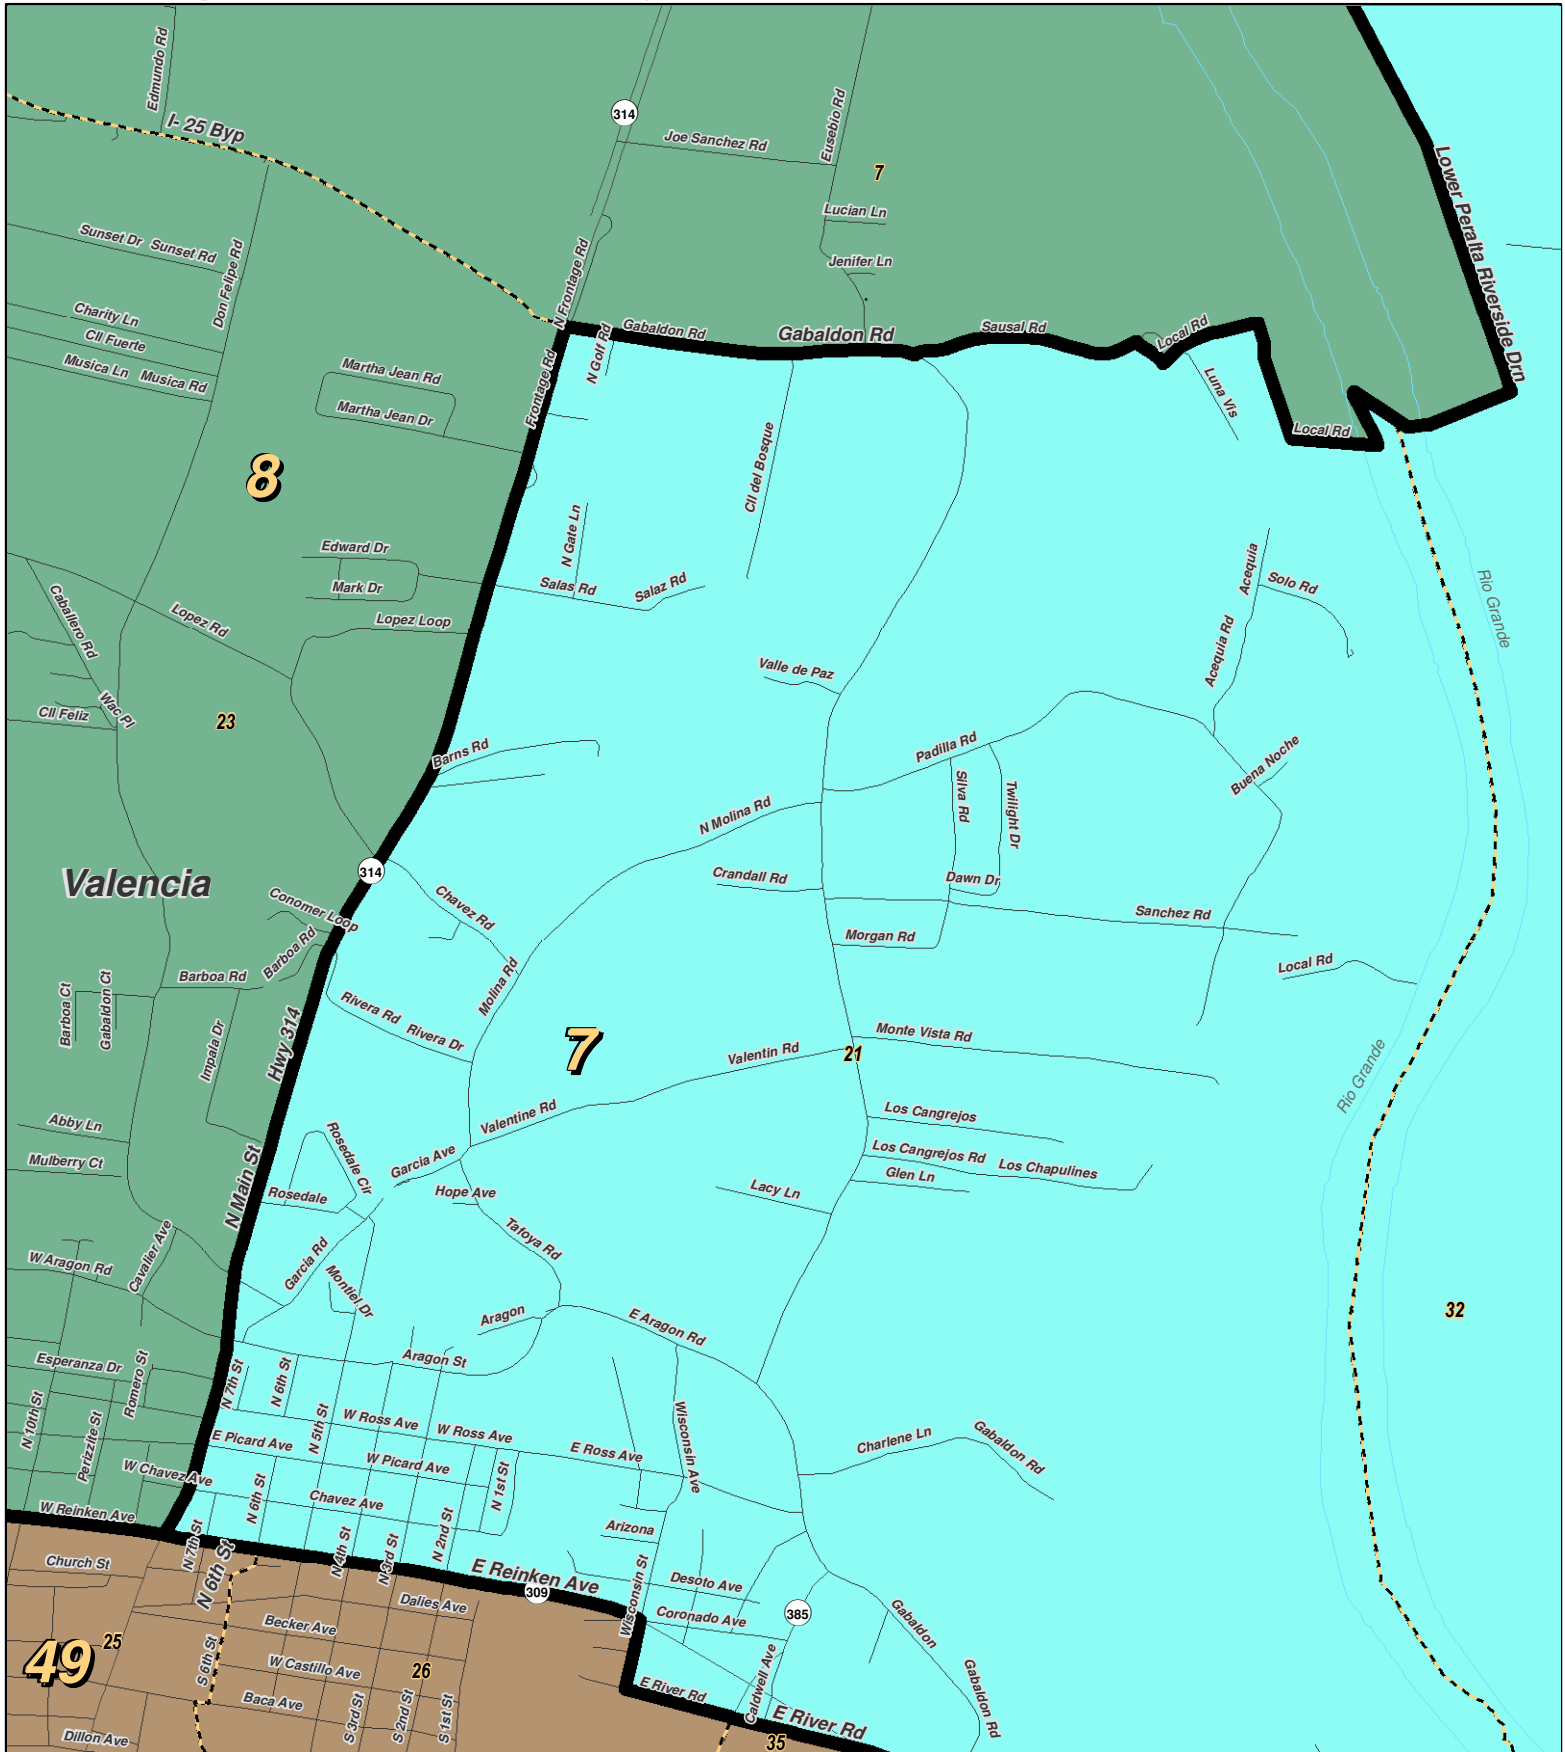 Edmundo Rd
I- 25 Byp
314
Joe Sanchez Rd
Eusebio Rd
7
Lower Peralta Riverside Drn
Lucian Ln
Sunset Dr Sunset Rd
Don Felipe Rd
N Frontage Rd
Jenifer Ln
Charity Ln
Cll Fuerte
Gabaldon Rd
Gabaldon Rd
Sausal Rd
Local Rd
Musica Ln Musica Rd
Martha Jean Rd
Frontage Rd
N Golf Rd
Luna Vis
Martha Jean Dr
Local Rd
8
Cll del Bosque
N Gate Ln
Edward Dr
Mark Dr
Salas Rd
Salaz Rd
Acequia
Solo Rd
Rio Grande
Caballero Rd
Lopez Rd
Lopez Loop
Acequia Rd
Valle de Paz
Wac Pl
Cll Feliz
23
Barns Rd
Padilla Rd
Buena Noche
Silva Rd
Twilight Dr
N Molina Rd
Valencia
314
Crandall Rd
Dawn Dr
Conomer Loop
Chavez Rd
Sanchez Rd
Morgan Rd
Barboa Rd
Barboa Rd
Local Rd
Barboa Ct
Gabaldon Ct
Molina Rd
Rivera Rd Rivera Dr
Impala Dr
Hwy 314
7
Monte Vista Rd
Valentin Rd
21
Rio Grande
Abby Ln
Valentine Rd
Los Cangrejos
Mulberry Ct
Rosedale Cir
Garcia Ave
Los Cangrejos Rd
Los Chapulines
Glen Ln
N Main St
Rosedale
Hope Ave
Lacy Ln
Tafoya Rd
W Aragon Rd
Cavalier Ave
Garcia Rd
Montiel Dr
32
Aragon
E Aragon Rd
Esperanza Dr
Romero St
N 7th St
N 6th St
Aragon St
N 10th St
Perizzite St
N 5th St
W Ross Ave
W Ross Ave
Wisconsin Ave
Charlene Ln
Gabaldon Rd
E Picard Ave
E Ross Ave
W Picard Ave
W Chavez Ave
N 6th St
Chavez Ave
N 1st St
W Reinken Ave
N 2nd St
Arizona
N 7th St
N 4th St
N 3rd St
Church St
N 6th St
E Reinken Ave
309
Wisconsin St
Desoto Ave
Dalies Ave
Coronado Ave
385
Gabaldon
Becker Ave
49
25
S 6th St
W Castillo Ave
26
Caldwell Ave
Gabaldon Rd
Baca Ave
S 3rd St
S 2nd St
S 1st St
E River Rd
E River Rd
Dillon Ave
35